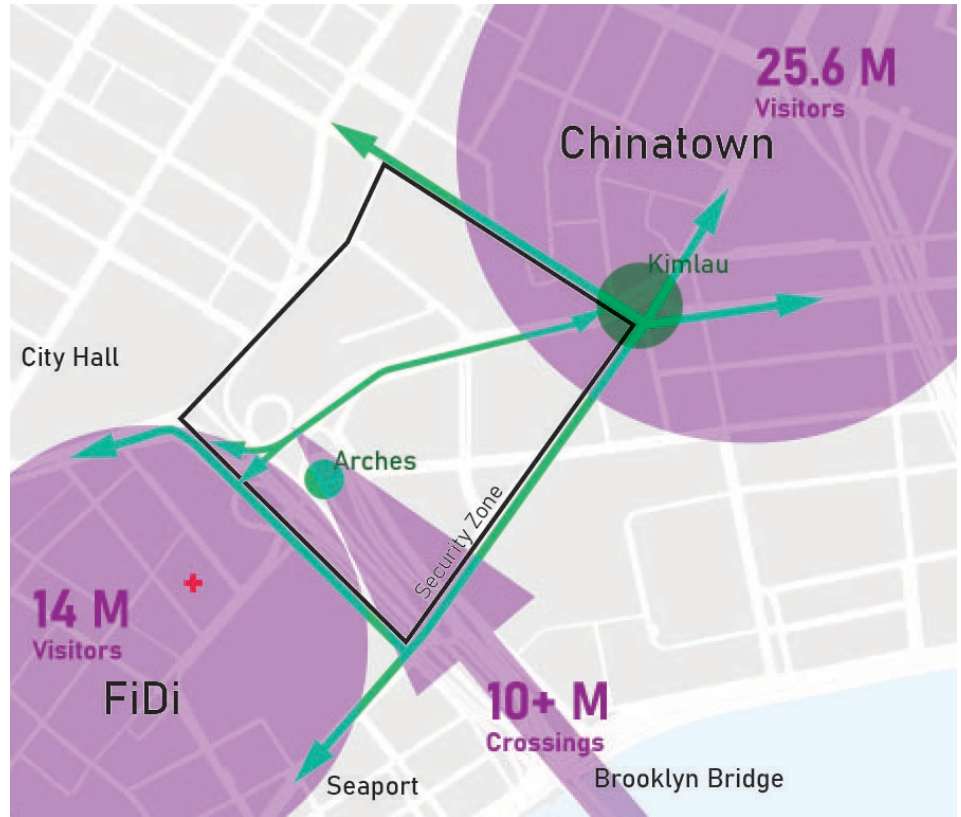 25.6 M
Visitors
Chinatown
Kimlau
City Hall
Arches
Security Zone
14 M
Visitors
FiDi
10+ M
Crossings
Seaport
Brooklyn Bridge